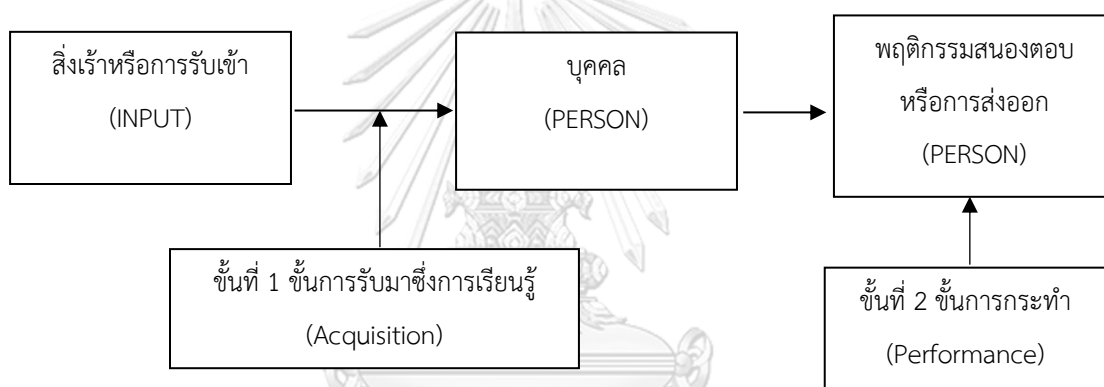 สิ่งเร้าหรือการรับเข้า
(INPUT)
บุคคล
(PERSON)
พฤติกรรมสนองตอบ
หรือการส่งออก
(PERSON)
ขั้นที่ 1 ขั้นการรับมาซึ่งการเรียนรู้
(Acquisition)
ขั้นที่ 2 ขั้นการกระทำ
(Performance)